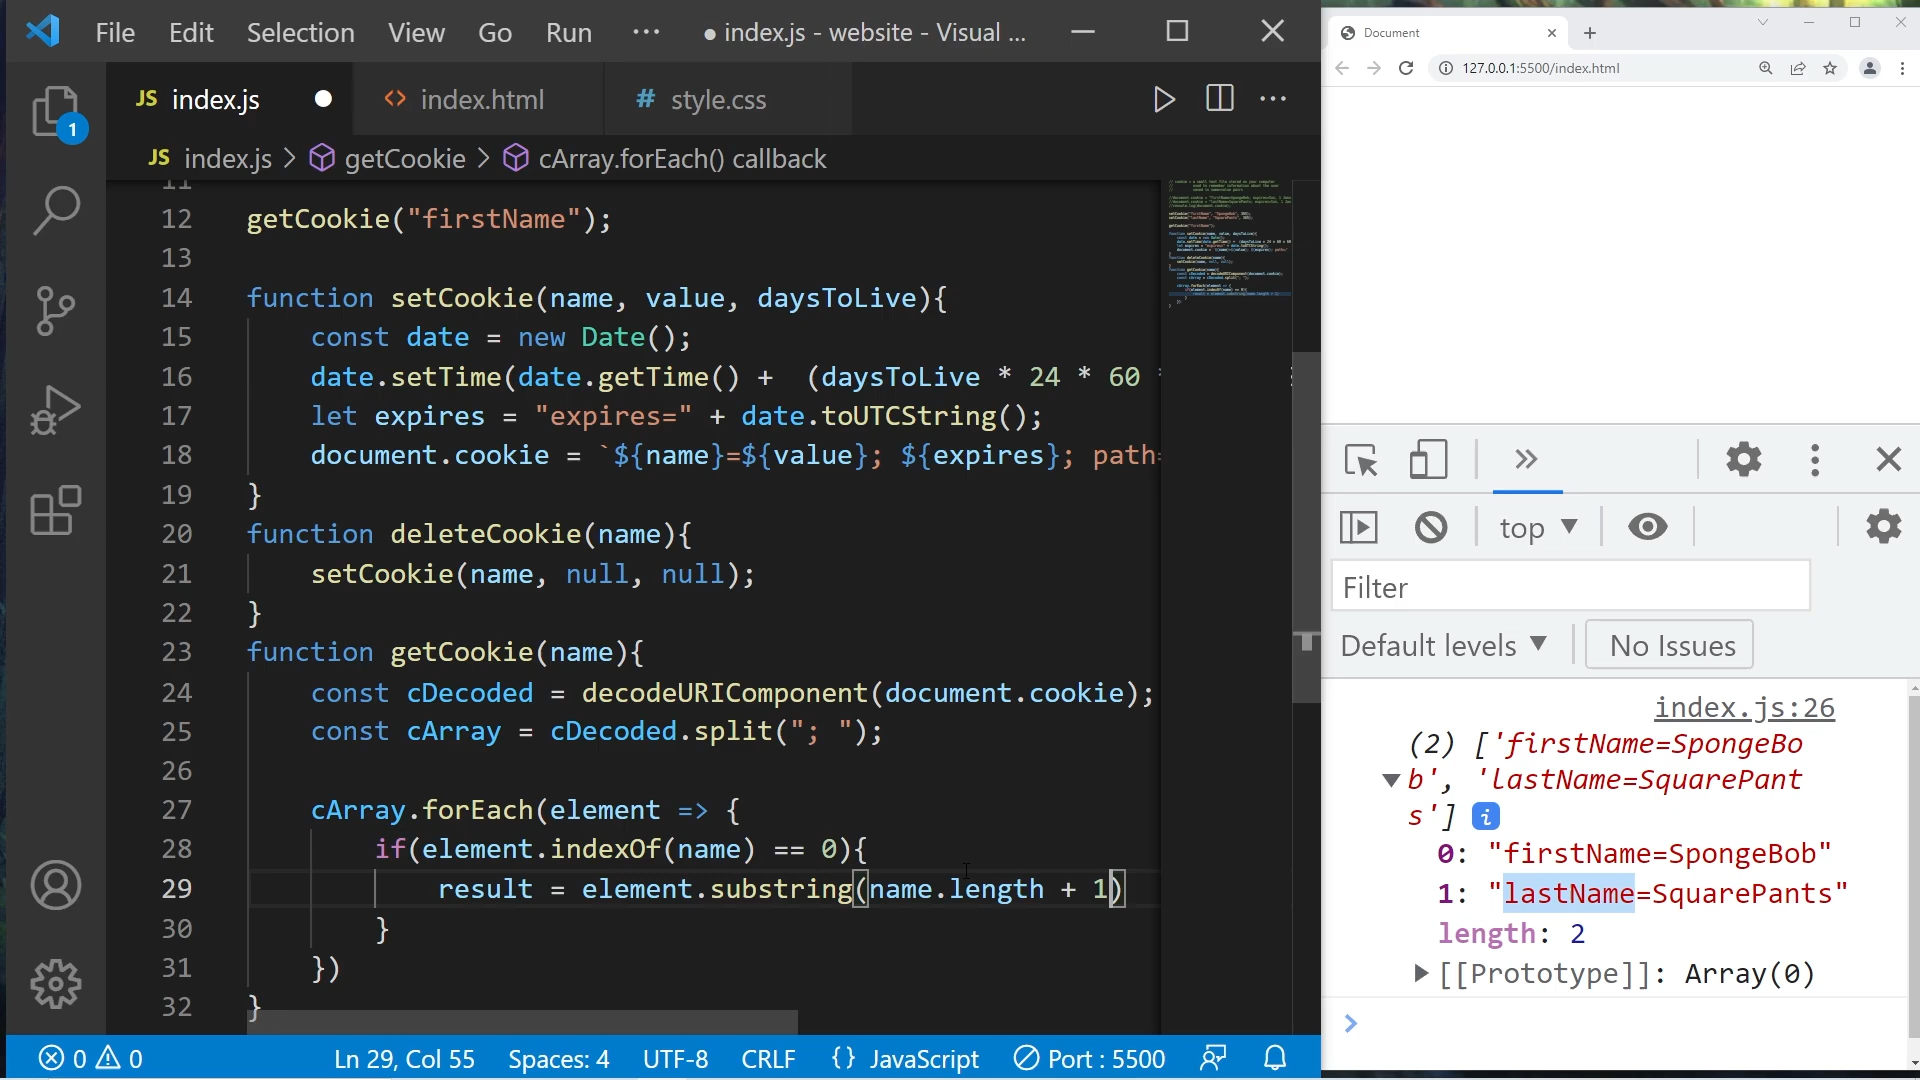 File Edit Selection View Go Run ··· ● index.js - website - Visual ...
JS index.js ● <> index.html # style.css
JS index.js > getCookie > cArray.forEach() callback
11
12 getCookie("firstName");
13
14 function setCookie(name, value, daysToLive){
15 const date = new Date();
16 date.setTime(date.getTime() +  (daysToLive * 24 * 60 *
17 let expires = "expires=" + date.toUTCString();
18 document.cookie = `${name}=${value}; ${expires}; path=
19 }
20 function deleteCookie(name){
21 setCookie(name, null, null);
22 }
23 function getCookie(name){
24 const cDecoded = decodeURIComponent(document.cookie);
25 const cArray = cDecoded.split("; ");
26
27 cArray.forEach(element => {
28 if(element.indexOf(name) == 0){
29 result = element.substring(name.length + 1)
30 }
31 })
32 }
1
0 0 Ln 29, Col 55 Spaces: 4 UTF-8 CRLF {} JavaScript Port : 5500
Document
127.0.0.1:5500/index.html
top ▼
Filter
Default levels ▼ No Issues
index.js:26
(2) ['firstName=SpongeBo
b', 'lastName=SquarePant
s'] i
0: "firstName=SpongeBob"
1: "lastName=SquarePants"
length: 2
[[Prototype]]: Array(0)